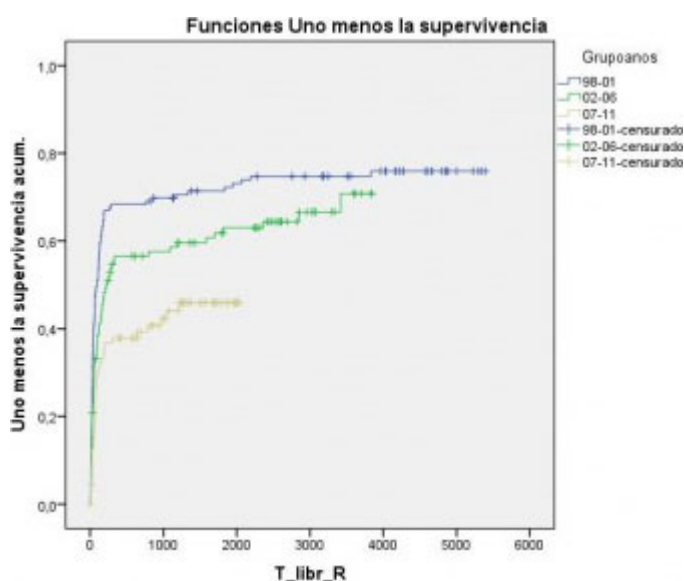 Funciones Uno menos la supervivencia
Uno menos la supervivencia acum.
1,0
0,8
0,6
0,4
0,2
0,0
0 1000 2000 3000 4000 5000 6000
T_libr_R
Grupoanos
98-01
02-06
07-11
98-01-censurado
02-06-censurado
07-11-censurado